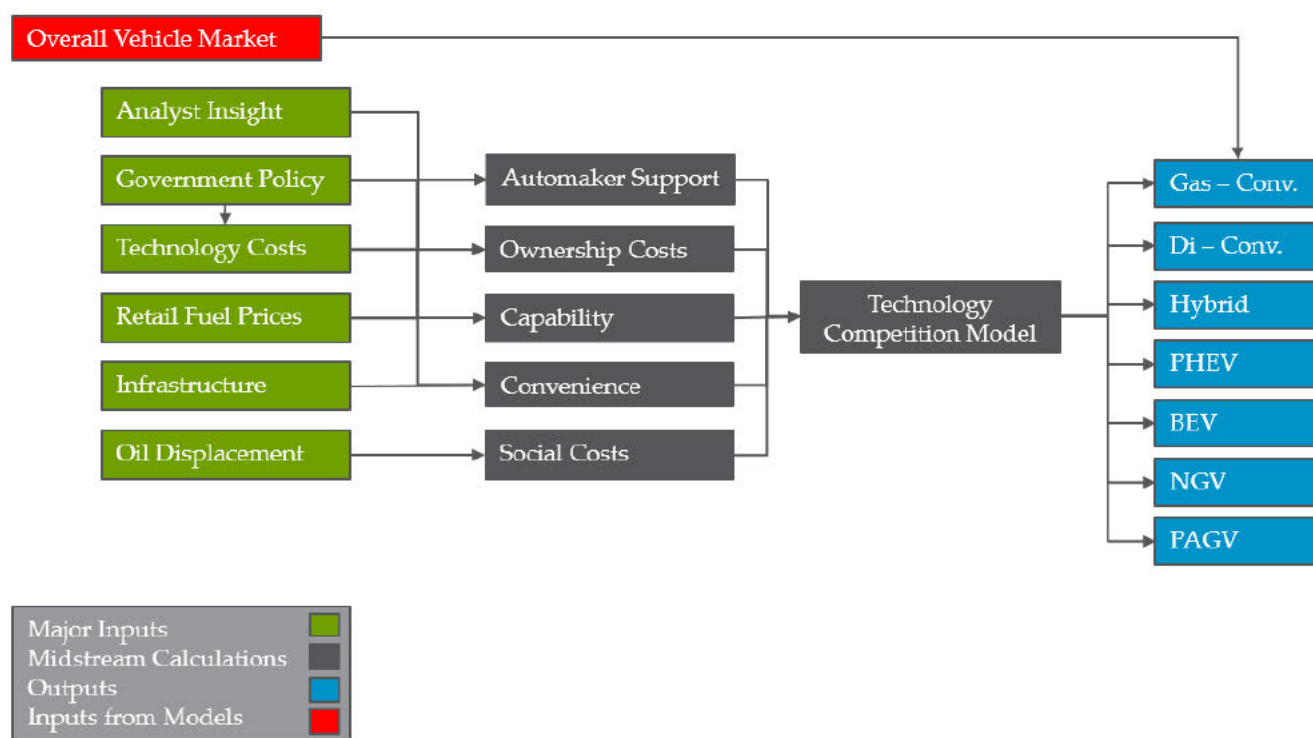 Overall Vehicle Market
Analyst Insight
Government Policy
Technology Costs
Retail Fuel Prices
Infrastructure
Oil Displacement
Automaker Support
Ownership Costs
Capability
Convenience
Social Costs
Technology
Competition Model
Gas – Conv.
Di – Conv.
Hybrid
PHEV
BEV
NGV
PAGV
Major Inputs
Midstream Calculations
Outputs
Inputs from Models